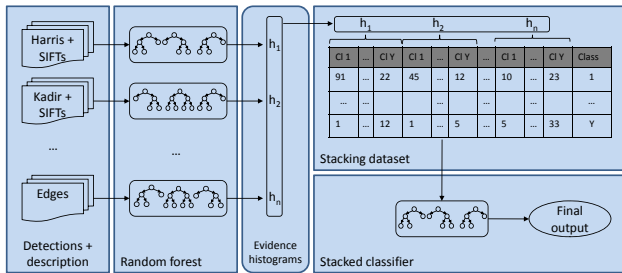 Harris +
SIFTs
Kadir +
SIFTs
...
Edges
Detections +
description
...
Random forest
h1
h2
hn
Evidence
histograms
h1 h2 hn
Cl 1 ... Cl Y Cl 1 ... Cl Y ... Cl 1 ... Cl Y Class
91 ... 22 45 ... 12 ... 10 ... 23 1
... ... ... ... ...
1 ... 12 1 ... 5 ... 5 ... 33 Y
Stacking dataset
Final
output
Stacked classifier